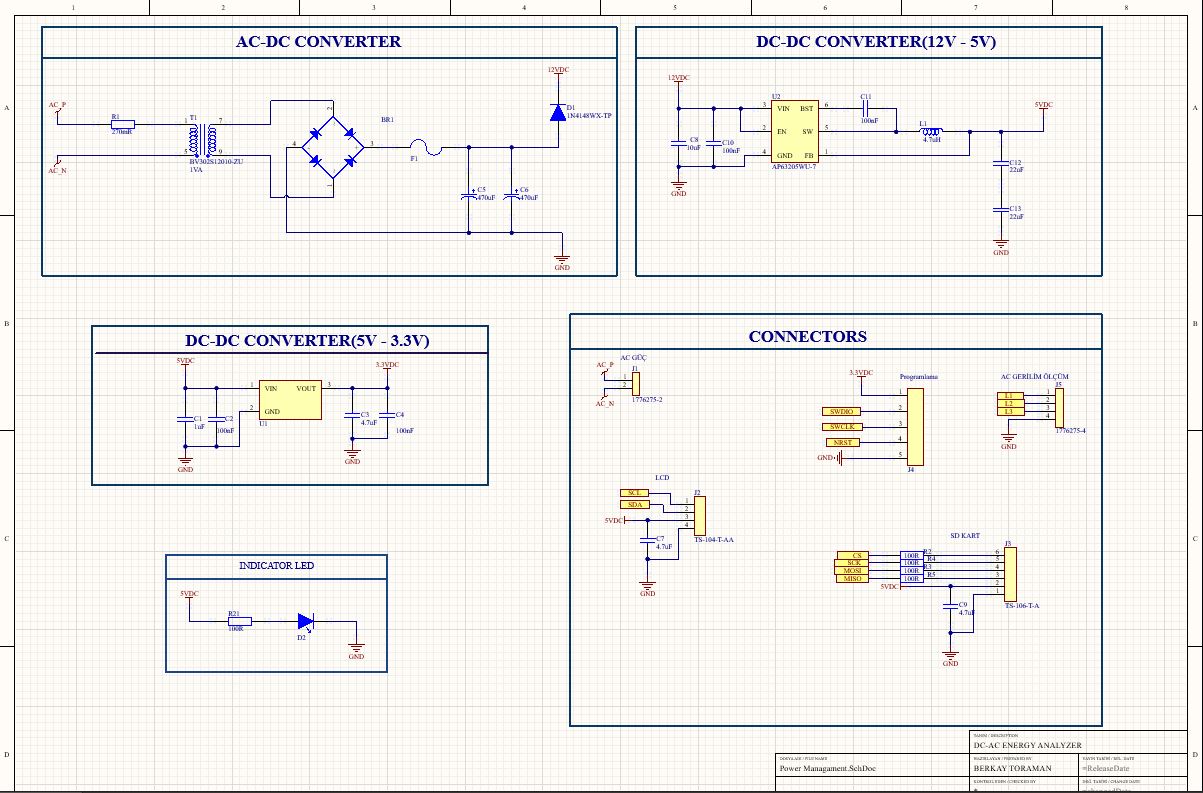 1 2 3 4 5 6 7 8
A A
B B
C C
D D
AC-DC CONVERTER
12VDC
AC_P
R1
270mR
T1
1 7
5 9
BV302S12010-ZU
1VA
AC_N
2
4 3
1
BR1
F1
D1
1N4148WX-TP
C5
470uF
C6
470uF
GND
DC-DC CONVERTER(12V - 5V)
12VDC
U2
3 VIN BST 6
2 EN SW 5
4 GND FB 1
AP63205WU-7
C8
10uF
C10
100nF
GND
C11
100nF
L1
4.7uH
5VDC
C12
22uF
C13
22uF
GND
DC-DC CONVERTER(5V - 3.3V)
5VDC
3.3VDC
1 VIN VOUT 3
2 GND
U1
C1
1uF
C2
100nF
C3
4.7uF
C4
100nF
GND
GND
INDICATOR LED
5VDC
R21
100R
D2
GND
CONNECTORS
AC GÜÇ
AC_P
J1
1
2
AC_N
1776275-2
3.3VDC
Programlama
1
SWDIO 2
SWCLK 3
NRST 4
GND 5
J4
AC GERİLİM ÖLÇÜM
J5
L1 1
L2 2
L3 3
4
1776275-4
GND
LCD
J2
SCL 1
SDA 2
5VDC 3
4
TS-104-T-AA
C7
4.7uF
GND
SD KART
J3
CS 100R R2 6
SCK 100R R4 5
MOSI 100R R3 4
MISO 100R R5 3
5VDC 2
1
TS-106-T-A
C9
4.7uF
GND
TANIM / DESCRIPTION
DC-AC ENERGY ANALYZER
DOSYA ADI / FILE NAME
Power Managament.SchDoc
HAZIRLAYAN / PREPARED BY
BERKAY TORAMAN
YAYIN TARİHİ / REL. DATE
=ReleaseDate
KONTROL EDEN / CHECKED BY
DEĞ. TARİHİ / CHANGE DATE